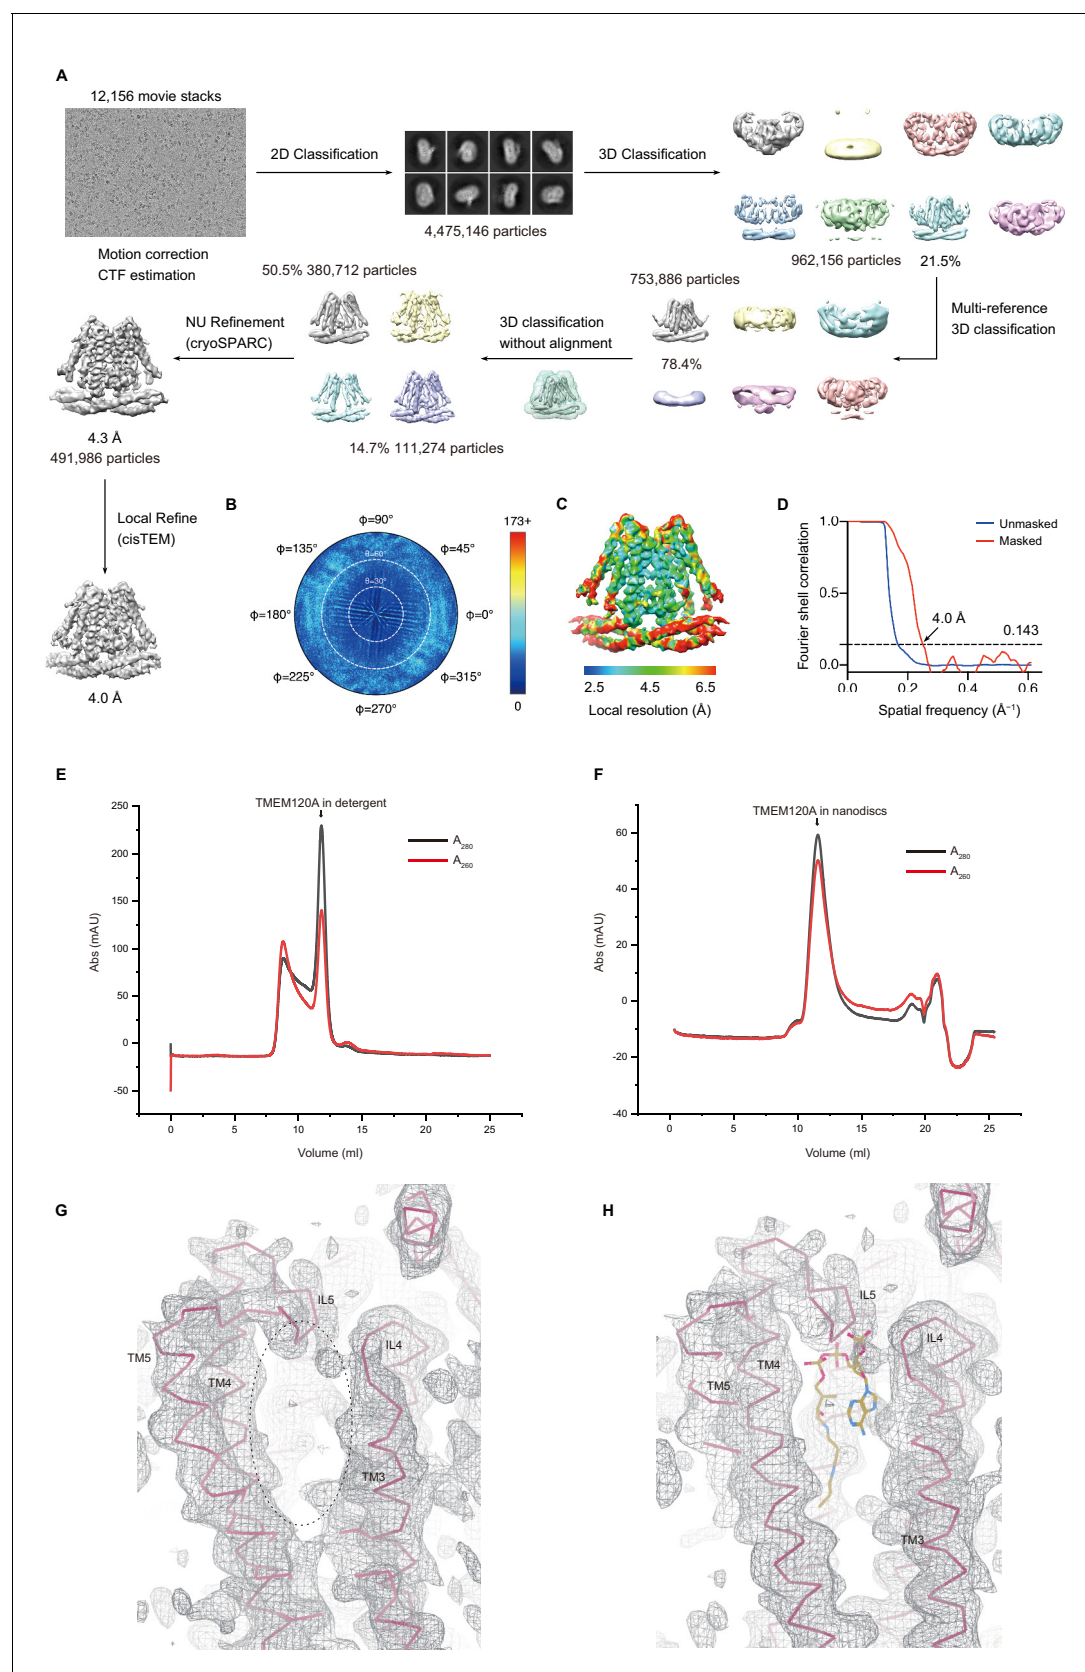 A
12,156 movie stacks
2D Classification
3D Classification
4,475,146 particles
Motion correction
CTF estimation
962,156 particles
21.5%
50.5% 380,712 particles
753,886 particles
Multi-reference
3D classification
NU Refinement
(cryoSPARC)
3D classification
without alignment
78.4%
4.3 Å
491,986 particles
14.7% 111,274 particles
Local Refine
(cisTEM)
4.0 Å
B
Φ=90°
Φ=135°
Φ=45°
θ=60°
θ=30°
Φ=180°
Φ=0°
Φ=225°
Φ=315°
Φ=270°
173+
0
C
2.5 4.5 6.5
Local resolution (Å)
D
Fourier shell correlation
1.0
0.5
0.0
Unmasked
Masked
4.0 Å
0.143
0.0 0.2 0.4 0.6
Spatial frequency (Å⁻¹)
E
TMEM120A in detergent
A280
A260
Abs (mAU)
250
200
150
100
50
0
-50
0 5 10 15 20 25
Volume (ml)
F
TMEM120A in nanodiscs
A280
A260
Abs (mAU)
60
40
20
0
-20
-40
0 5 10 15 20 25
Volume (ml)
G
IL5
IL4
TM5
TM4
TM3
H
IL5
IL4
TM4
TM5
TM3